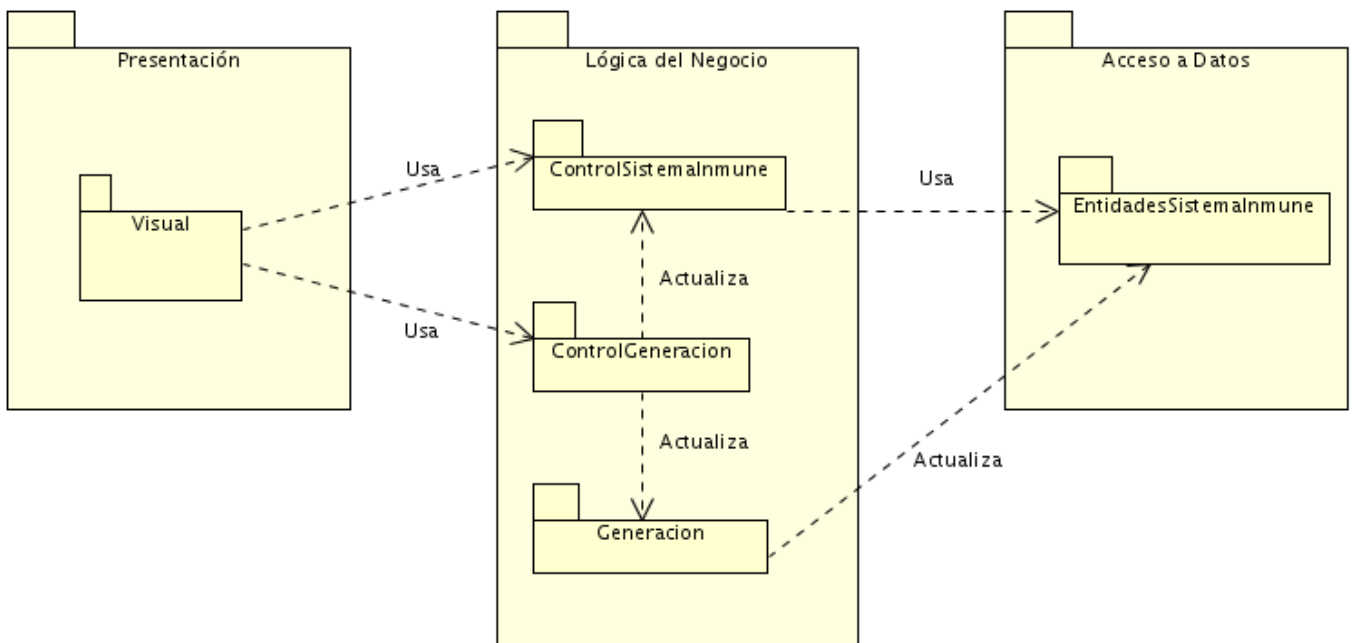 Presentación
Lógica del Negocio
Acceso a Datos
Usa
ControlSistemaInmune
Usa
EntidadesSistemaInmune
Visual
Actualiza
Usa
ControlGeneracion
Actualiza
Actualiza
Generacion